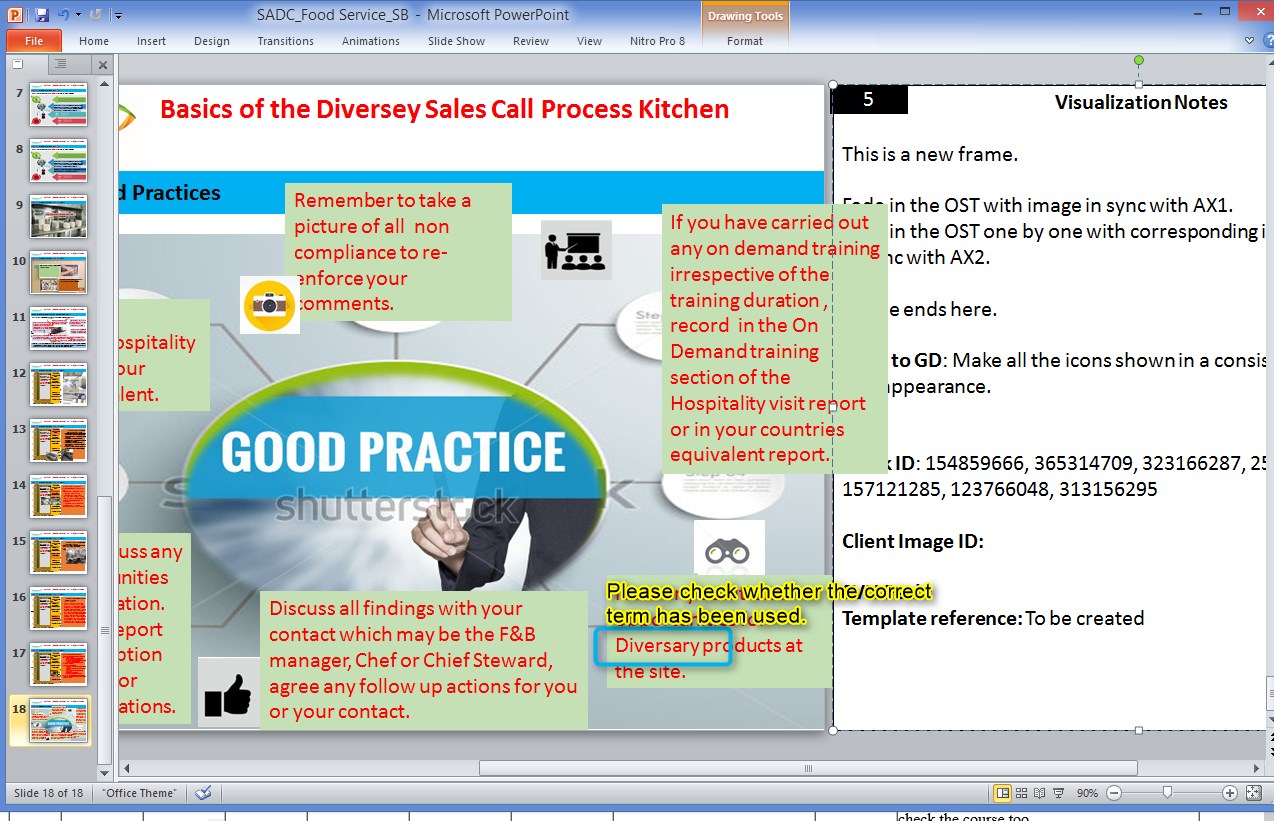 SADC_Food Service_SB - Microsoft PowerPoint
Drawing Tools
File Home Insert Design Transitions Animations Slide Show Review View Nitro Pro 8 Format
7
8
9
10
11
12
13
14
15
16
17
18
Basics of the Diversey Sales Call Process Kitchen
d Practices
Remember to take a
picture of all non
compliance to re-
enforce your
comments.
If you have carried out
any on demand training
irrespective of the
training duration ,
record in the On
Demand training
section of the
Hospitality visit report
or in your countries
equivalent report.
ospitality
our
lent.
GOOD PRACTICE
shutterstock
uss any
nities
ation.
eport
ption
or
ations.
Discuss all findings with your
contact which may be the F&B
manager, Chef or Chief Steward,
agree any follow up actions for you
or your contact.
Please check whether the correct
term has been used.
Diversary products at
the site.
5
Visualization Notes
This is a new frame.
in the OST with image in sync with AX1.
in the OST one by one with corresponding i
nc with AX2.
e ends here.
to GD: Make all the icons shown in a consis
appearance.
ID: 154859666, 365314709, 323166287, 25
157121285, 123766048, 313156295
Client Image ID:
Template reference: To be created
Slide 18 of 18 "Office Theme" 90%
check the course too